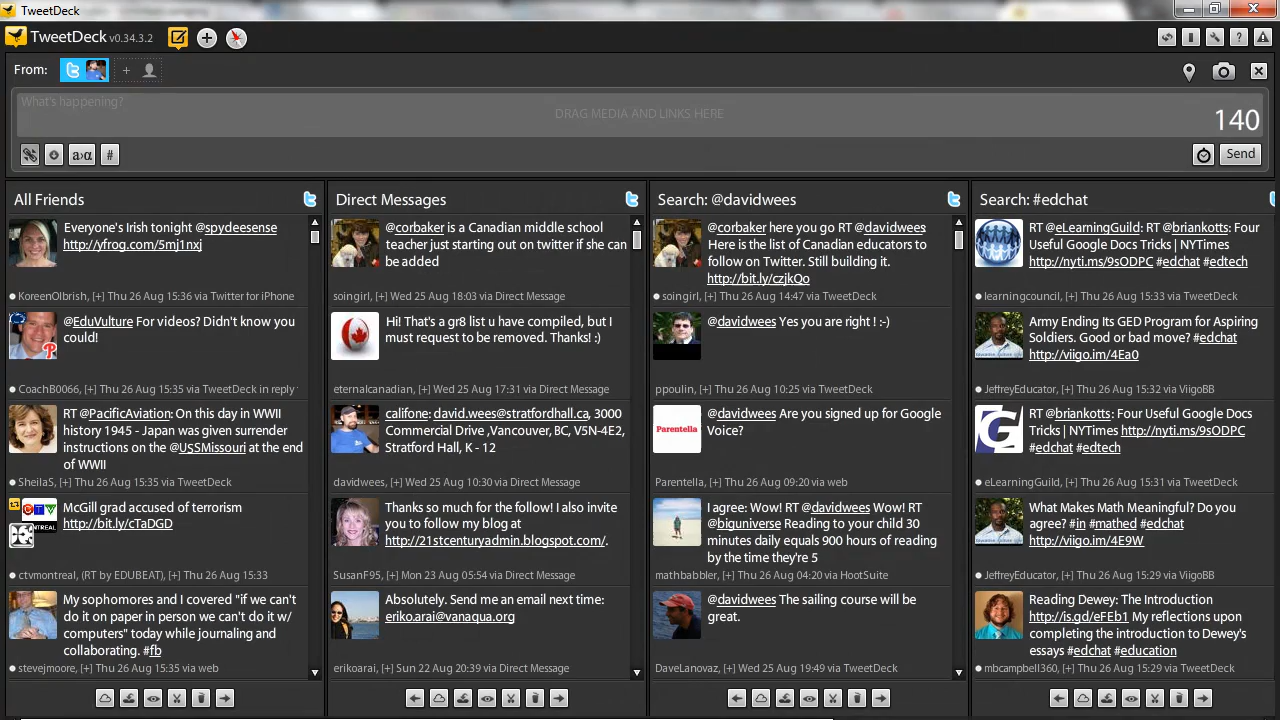 TweetDeck
TweetDeck v0.34.3.2
From:
What's happening?
DRAG MEDIA AND LINKS HERE
140
a›α
#
Send
All Friends
Everyone's Irish tonight @spydeesense
http://yfrog.com/5mj1nxj
KoreenOlbrish, [+] Thu 26 Aug 15:36 via Twitter for iPhone
@EduVulture For videos? Didn't know you
could!
CoachB0066, [+] Thu 26 Aug 15:35 via TweetDeck in reply
RT @PacificAviation: On this day in WWII
history 1945 - Japan was given surrender
instructions on the @USSMissouri at the end
of WWII
SheilaS, [+] Thu 26 Aug 15:35 via TweetDeck
CTV
McGill grad accused of terrorism
http://bit.ly/cTaDGD
ctvmontreal, (RT by EDUBEAT), [+] Thu 26 Aug 15:33
My sophomores and I covered "if we can't
do it on paper in person we can't do it w/
computers" today while journaling and
collaborating. #fb
stevejmoore, [+] Thu 26 Aug 15:35 via web
Direct Messages
@corbaker is a Canadian middle school
teacher just starting out on twitter if she can
be added
soingirl, [+] Wed 25 Aug 18:03 via Direct Message
Hi! That's a gr8 list u have compiled, but I
must request to be removed. Thanks! :)
eternalcanadian, [+] Wed 25 Aug 17:31 via Direct Message
califone: david.wees@stratfordhall.ca, 3000
Commercial Drive ,Vancouver, BC, V5N-4E2,
Stratford Hall, K - 12
davidwees, [+] Wed 25 Aug 10:30 via Direct Message
Thanks so much for the follow! I also invite
you to follow my blog at
http://21stcenturyadmin.blogspot.com/.
SusanF95, [+] Mon 23 Aug 05:54 via Direct Message
Absolutely. Send me an email next time:
eriko.arai@vanaqua.org
erikoarai, [+] Sun 22 Aug 20:39 via Direct Message
Search: @davidwees
@corbaker here you go RT @davidwees
Here is the list of Canadian educators to
follow on Twitter. Still building it.
http://bit.ly/czjkQo
soingirl, [+] Thu 26 Aug 14:47 via TweetDeck
@davidwees Yes you are right ! :-)
ppoulin, [+] Thu 26 Aug 10:25 via TweetDeck
Parentella
@davidwees Are you signed up for Google
Voice?
Parentella, [+] Thu 26 Aug 09:20 via web
I agree: Wow! RT @davidwees Wow! RT
@biguniverse Reading to your child 30
minutes daily equals 900 hours of reading
by the time they're 5
mathbabbler, [+] Thu 26 Aug 04:20 via HootSuite
@davidwees The sailing course will be
great.
DaveLanovaz, [+] Wed 25 Aug 19:49 via TweetDeck
Search: #edchat
RT @eLearningGuild: RT @briankotts: Four
Useful Google Docs Tricks | NYTimes
http://nyti.ms/9sODPC #edchat #edtech
learningcouncil, [+] Thu 26 Aug 15:33 via TweetDeck
Army Ending Its GED Program for Aspiring
Soldiers. Good or bad move? #edchat
http://viigo.im/4Ea0
JeffreyEducator, [+] Thu 26 Aug 15:32 via ViigoBB
RT @briankotts: Four Useful Google Docs
Tricks | NYTimes http://nyti.ms/9sODPC
#edchat #edtech
eLearningGuild, [+] Thu 26 Aug 15:31 via TweetDeck
What Makes Math Meaningful? Do you
agree? #in #mathed #edchat
http://viigo.im/4E9W
JeffreyEducator, [+] Thu 26 Aug 15:29 via ViigoBB
Reading Dewey: The Introduction
http://is.gd/eFEb1 My reflections upon
completing the introduction to Dewey's
essays #edchat #education
mbcampbell360, [+] Thu 26 Aug 15:29 via TweetDeck